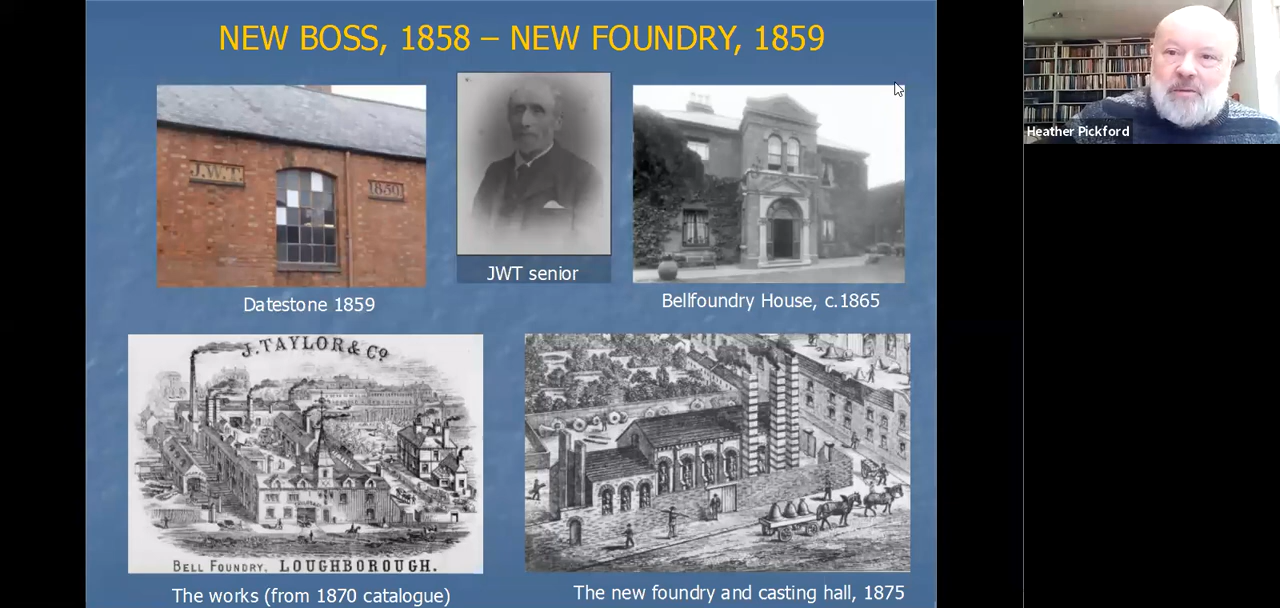 NEW BOSS, 1858 – NEW FOUNDRY, 1859
J.W.T.
1859
JWT senior
Datestone 1859
Bellfoundry House, c.1865
J. TAYLOR & Co
BELL FOUNDRY. LOUGHBOROUGH.
The works (from 1870 catalogue)
The new foundry and casting hall, 1875
Heather Pickford